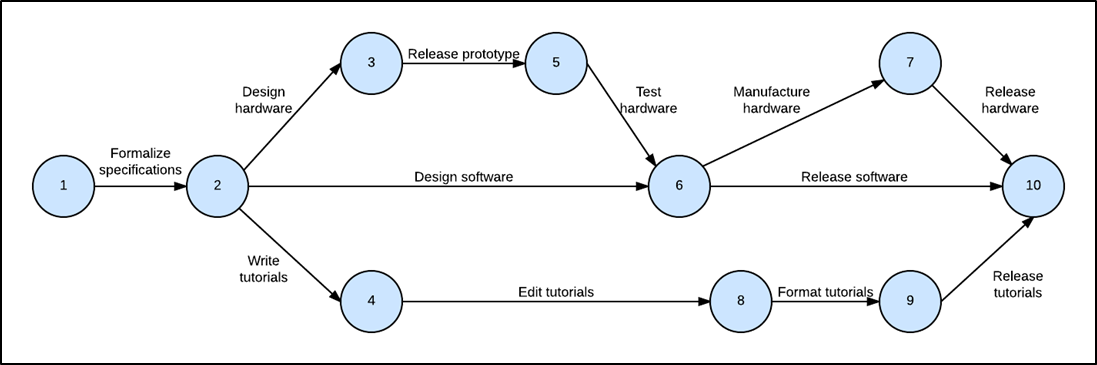 Release prototype
3
5
7
Design
hardware
Test
hardware
Manufacture
hardware
Release
hardware
Formalize
specifications
1
2
Design software
6
Release software
10
Write
tutorials
4
Edit tutorials
8
Format tutorials
9
Release
tutorials